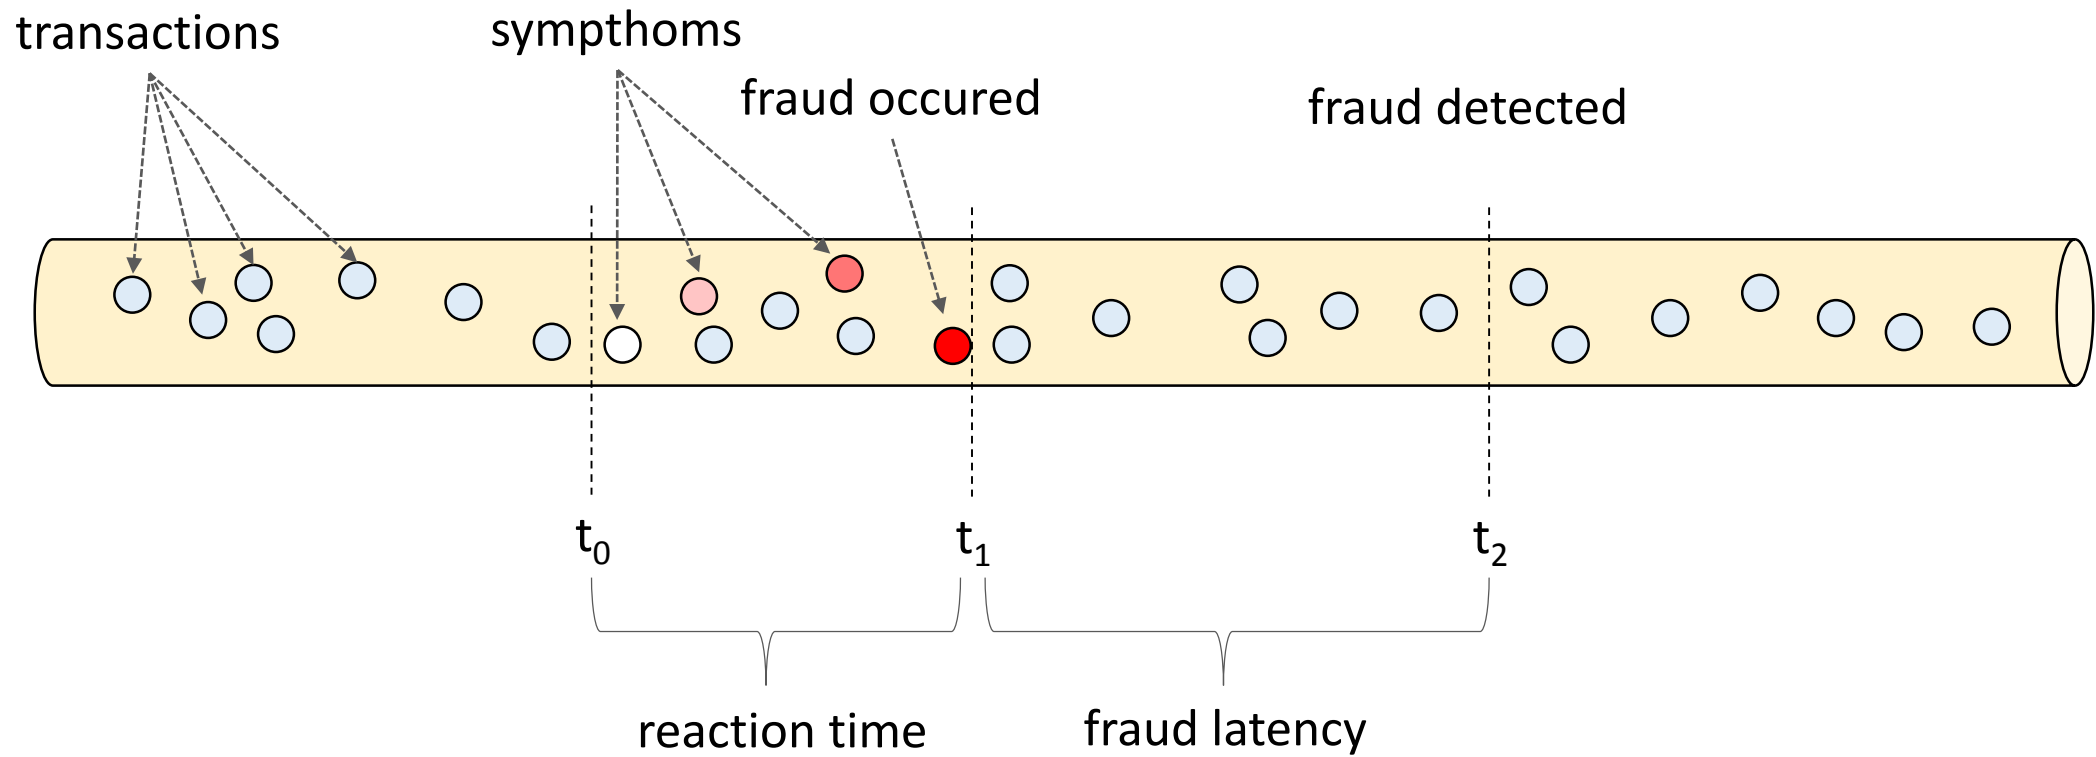 transactions
sympthoms
fraud occured
fraud detected
t0
t1
t2
reaction time
fraud latency